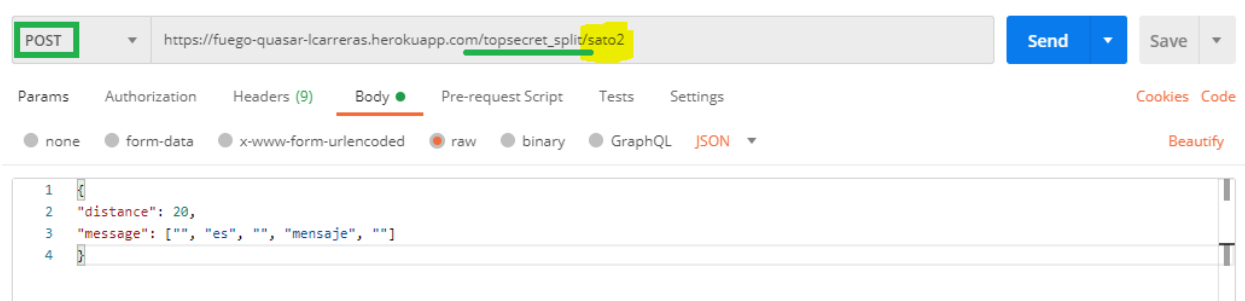 POST https://fuego-quasar-lcarreras.herokuapp.com/topsecret_split/sato2 Send Save
Params Authorization Headers (9) Body Pre-request Script Tests Settings Cookies Code
none form-data x-www-form-urlencoded raw binary GraphQL JSON Beautify
1 {
2 "distance": 20,
3 "message": ["", "es", "", "mensaje", ""]
4 }